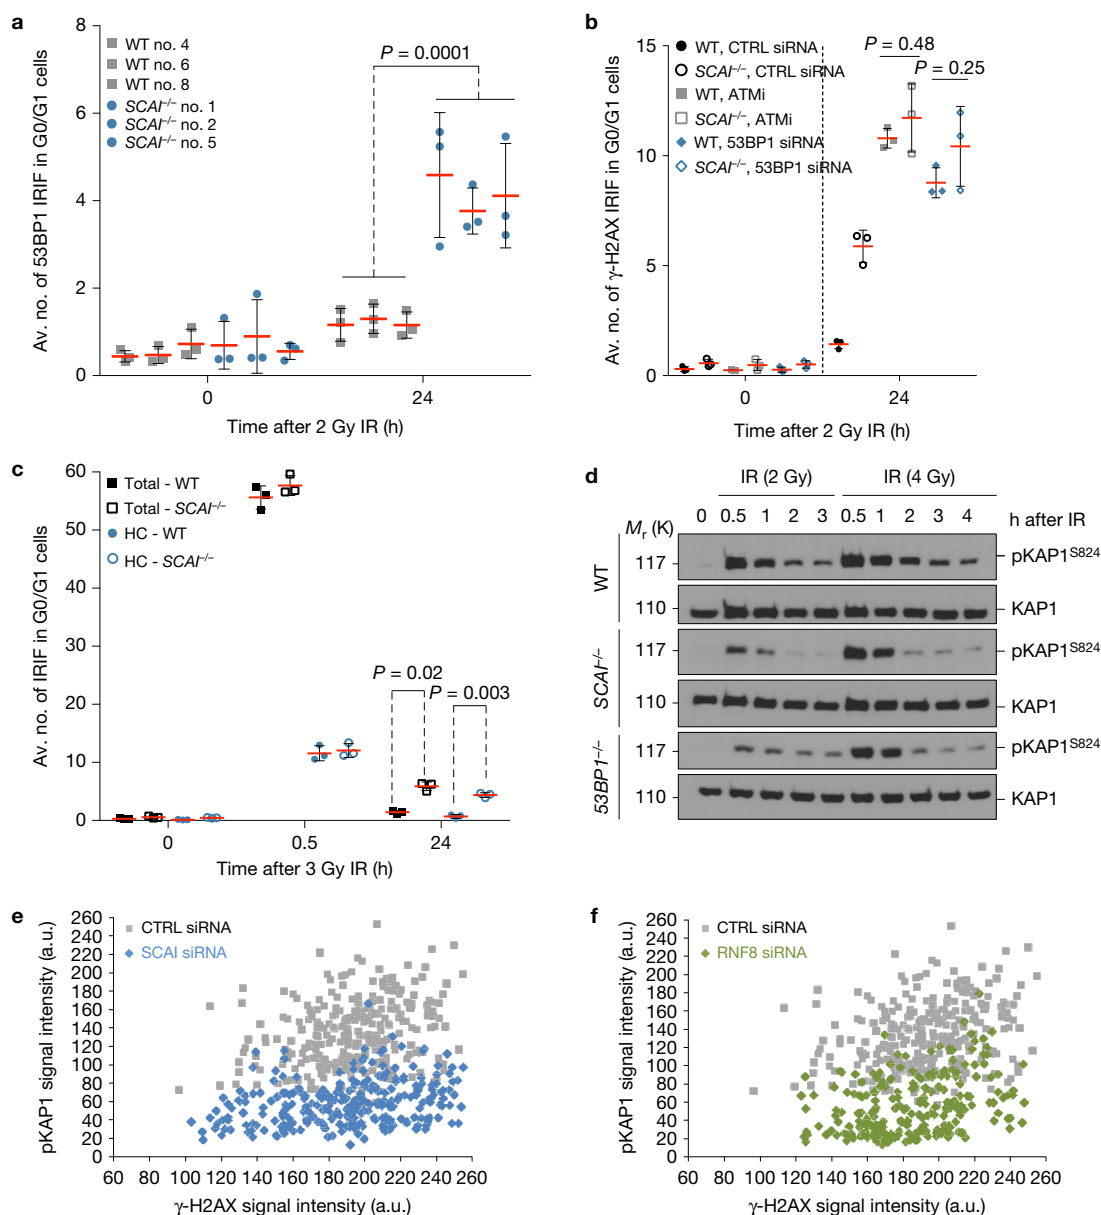 a
Av. no. of 53BP1 IRIF in G0/G1 cells
8
6
4
2
0
WT no. 4
WT no. 6
WT no. 8
SCAI–/– no. 1
SCAI–/– no. 2
SCAI–/– no. 5
P = 0.0001
0
24
Time after 2 Gy IR (h)
b
Av. no. of γ-H2AX IRIF in G0/G1 cells
15
10
5
0
WT, CTRL siRNA
SCAI–/–, CTRL siRNA
WT, ATMi
SCAI–/–, ATMi
WT, 53BP1 siRNA
SCAI–/–, 53BP1 siRNA
P = 0.48
P = 0.25
0
24
Time after 2 Gy IR (h)
c
Av. no. of IRIF in G0/G1 cells
60
50
40
30
20
10
0
Total - WT
Total - SCAI–/–
HC - WT
HC - SCAI–/–
P = 0.02
P = 0.003
0
0.5
24
Time after 3 Gy IR (h)
d
IR (2 Gy)
IR (4 Gy)
Mr (K)
0 0.5 1 2 3 0.5 1 2 3 4 h after IR
WT
117
pKAP1S824
110
KAP1
SCAI–/–
117
pKAP1S824
110
KAP1
53BP1–/–
117
pKAP1S824
110
KAP1
e
pKAP1 signal intensity (a.u.)
260
240
220
200
180
160
140
120
100
80
60
40
20
0
CTRL siRNA
SCAI siRNA
60 80 100 120 140 160 180 200 220 240 260
γ-H2AX signal intensity (a.u.)
f
pKAP1 signal intensity (a.u.)
260
240
220
200
180
160
140
120
100
80
60
40
20
0
CTRL siRNA
RNF8 siRNA
60 80 100 120 140 160 180 200 220 240 260
γ-H2AX signal intensity (a.u.)